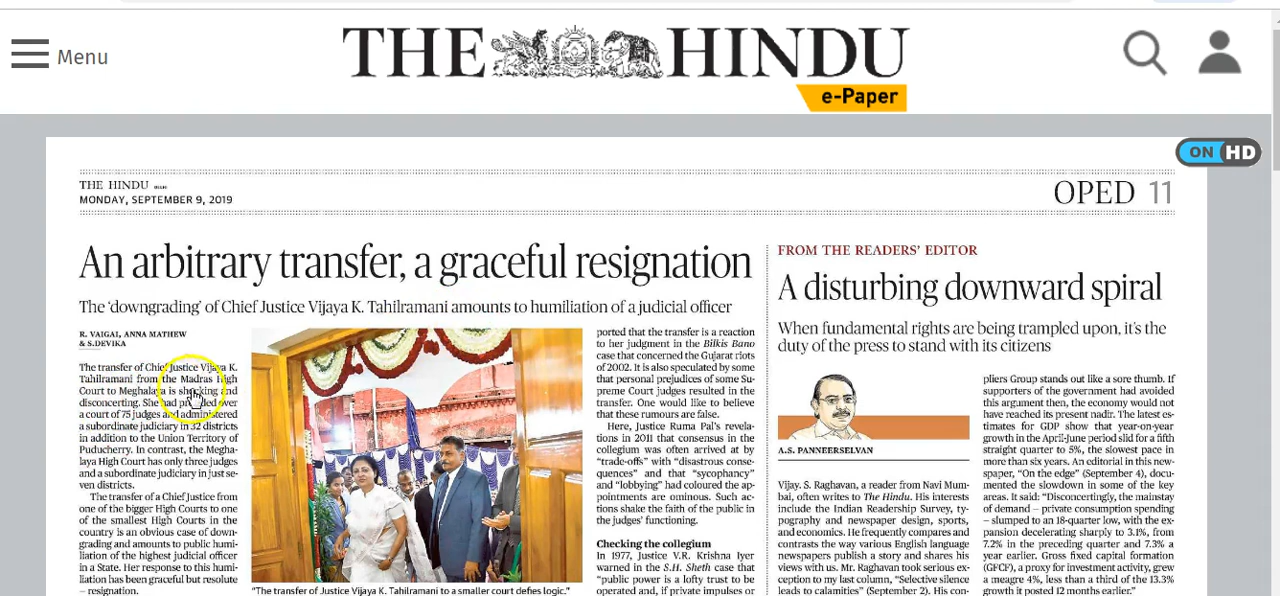 Menu
THE HINDU
e-Paper
ON HD
THE HINDU
MONDAY, SEPTEMBER 9, 2019
OPED 11
An arbitrary transfer, a graceful resignation
The ‘downgrading’ of Chief Justice Vijaya K. Tahilramani amounts to humiliation of a judicial officer
R. VAIGAI, ANNA MATHEW
& S.DEVIKA
The transfer of Chief Justice Vijaya K.
Tahilramani from the Madras High
Court to Meghalaya is shocking and
disconcerting. She had presided over
a court of 75 judges and administered
a subordinate judiciary in 32 districts
in addition to the Union Territory of
Puducherry. In contrast, the Megha-
laya High Court has only three judges
and a subordinate judiciary in just se-
ven districts.
The transfer of a Chief Justice from
one of the bigger High Courts to one
of the smallest High Courts in the
country is an obvious case of down-
grading and amounts to public humi-
liation of the highest judicial officer
in a State. Her response to this humi-
liation has been graceful but resolute
– resignation.
"The transfer of Justice Vijaya K. Tahilramani to a smaller court defies logic."
ported that the transfer is a reaction
to her judgment in the Bilkis Bano
case that concerned the Gujarat riots
of 2002. It is also speculated by some
that personal prejudices of some Su-
preme Court judges resulted in the
transfer. One would like to believe
that these rumours are false.
Here, Justice Ruma Pal’s revela-
tions in 2011 that consensus in the
collegium was often arrived at by
“trade-offs” with “disastrous conse-
quences” and that “sycophancy”
and “lobbying” had coloured the ap-
pointments are ominous. Such ac-
tions shake the faith of the public in
the judges’ functioning.
Checking the collegium
In 1977, Justice V.R. Krishna Iyer
warned in the S.H. Sheth case that
“public power is a lofty trust to be
operated and, if private impulses or
FROM THE READERS’ EDITOR
A disturbing downward spiral
When fundamental rights are being trampled upon, it’s the
duty of the press to stand with its citizens
A.S. PANNEERSELVAN
Vijay. S. Raghavan, a reader from Navi Mum-
bai, often writes to The Hindu. His interests
include the Indian Readership Survey, ty-
pography and newspaper design, sports,
and economics. He frequently compares and
contrasts the way various English language
newspapers publish a story and shares his
views with us. Mr. Raghavan took serious ex-
ception to my last column, “Selective silence
leads to calamities” (September 2). His con-
pliers Group stands out like a sore thumb. If
supporters of the government had avoided
this argument then, the economy would not
have reached its present nadir. The latest es-
timates for GDP show that year-on-year
growth in the April-June period slid for a fifth
straight quarter to 5%, the slowest pace in
more than six years. An editorial in this new-
spaper, “On the edge” (September 4), docu-
mented the slowdown in some of the key
areas. It said: “Disconcertingly, the mainstay
of demand – private consumption spending
– slumped to an 18-quarter low, with the ex-
pansion decelerating sharply to 3.1%, from
7.2% in the preceding quarter and 7.3% a
year earlier. Gross fixed capital formation
(GFCF), a proxy for investment activity, grew
a meagre 4%, less than a third of the 13.3%
growth it posted 12 months earlier.”